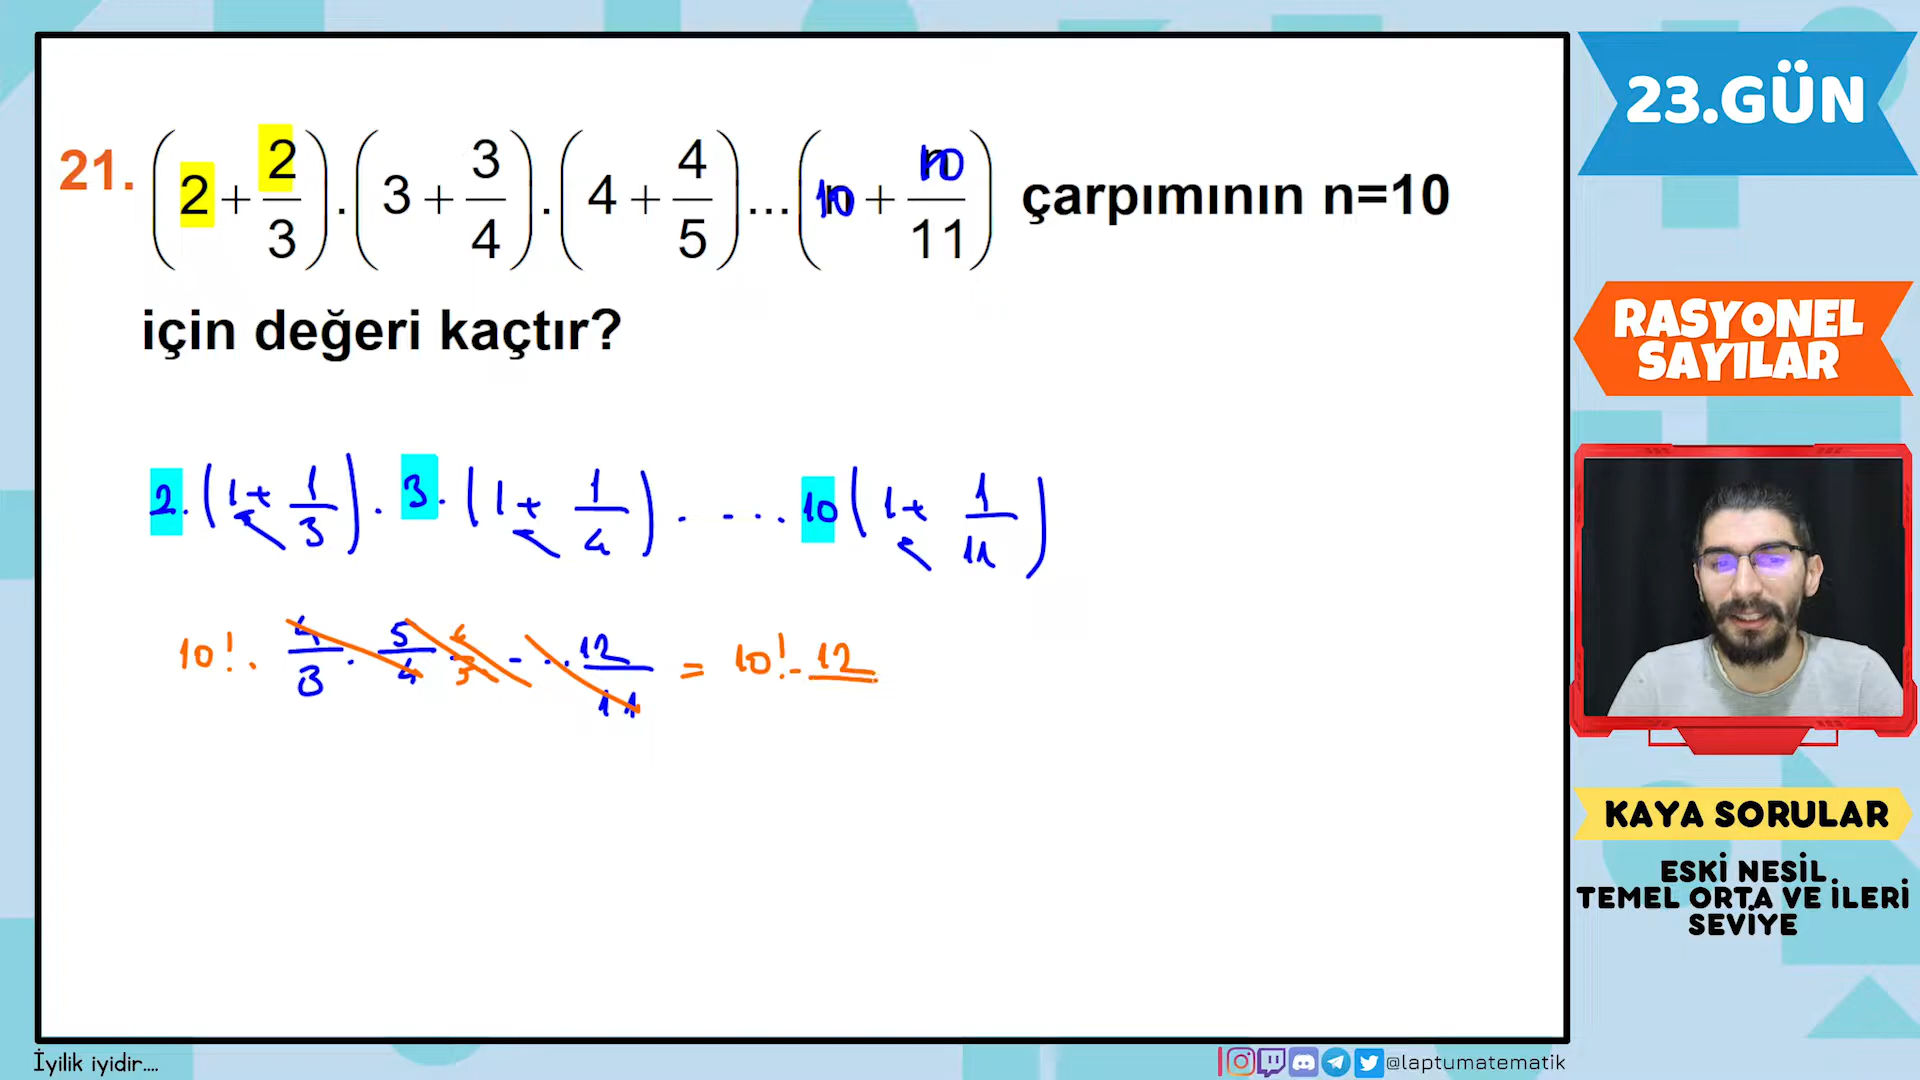 21. (2 + 2/3) . (3 + 3/4) . (4 + 4/5) ... (10 + 10/11) çarpımının n=10
için değeri kaçtır?
2. (1 + 1/3) . 3. (1 + 1/4) . .... 10 (1 + 1/11)
10! . 4/3 . 5/4 . 6/5 - .. 12/11 = 10! - 12
23.GÜN
RASYONEL
SAYILAR
KAYA SORULAR
ESKİ NESİL
TEMEL ORTA VE İLERİ
SEVİYE
İyilik iyidir....
@laptumatematik